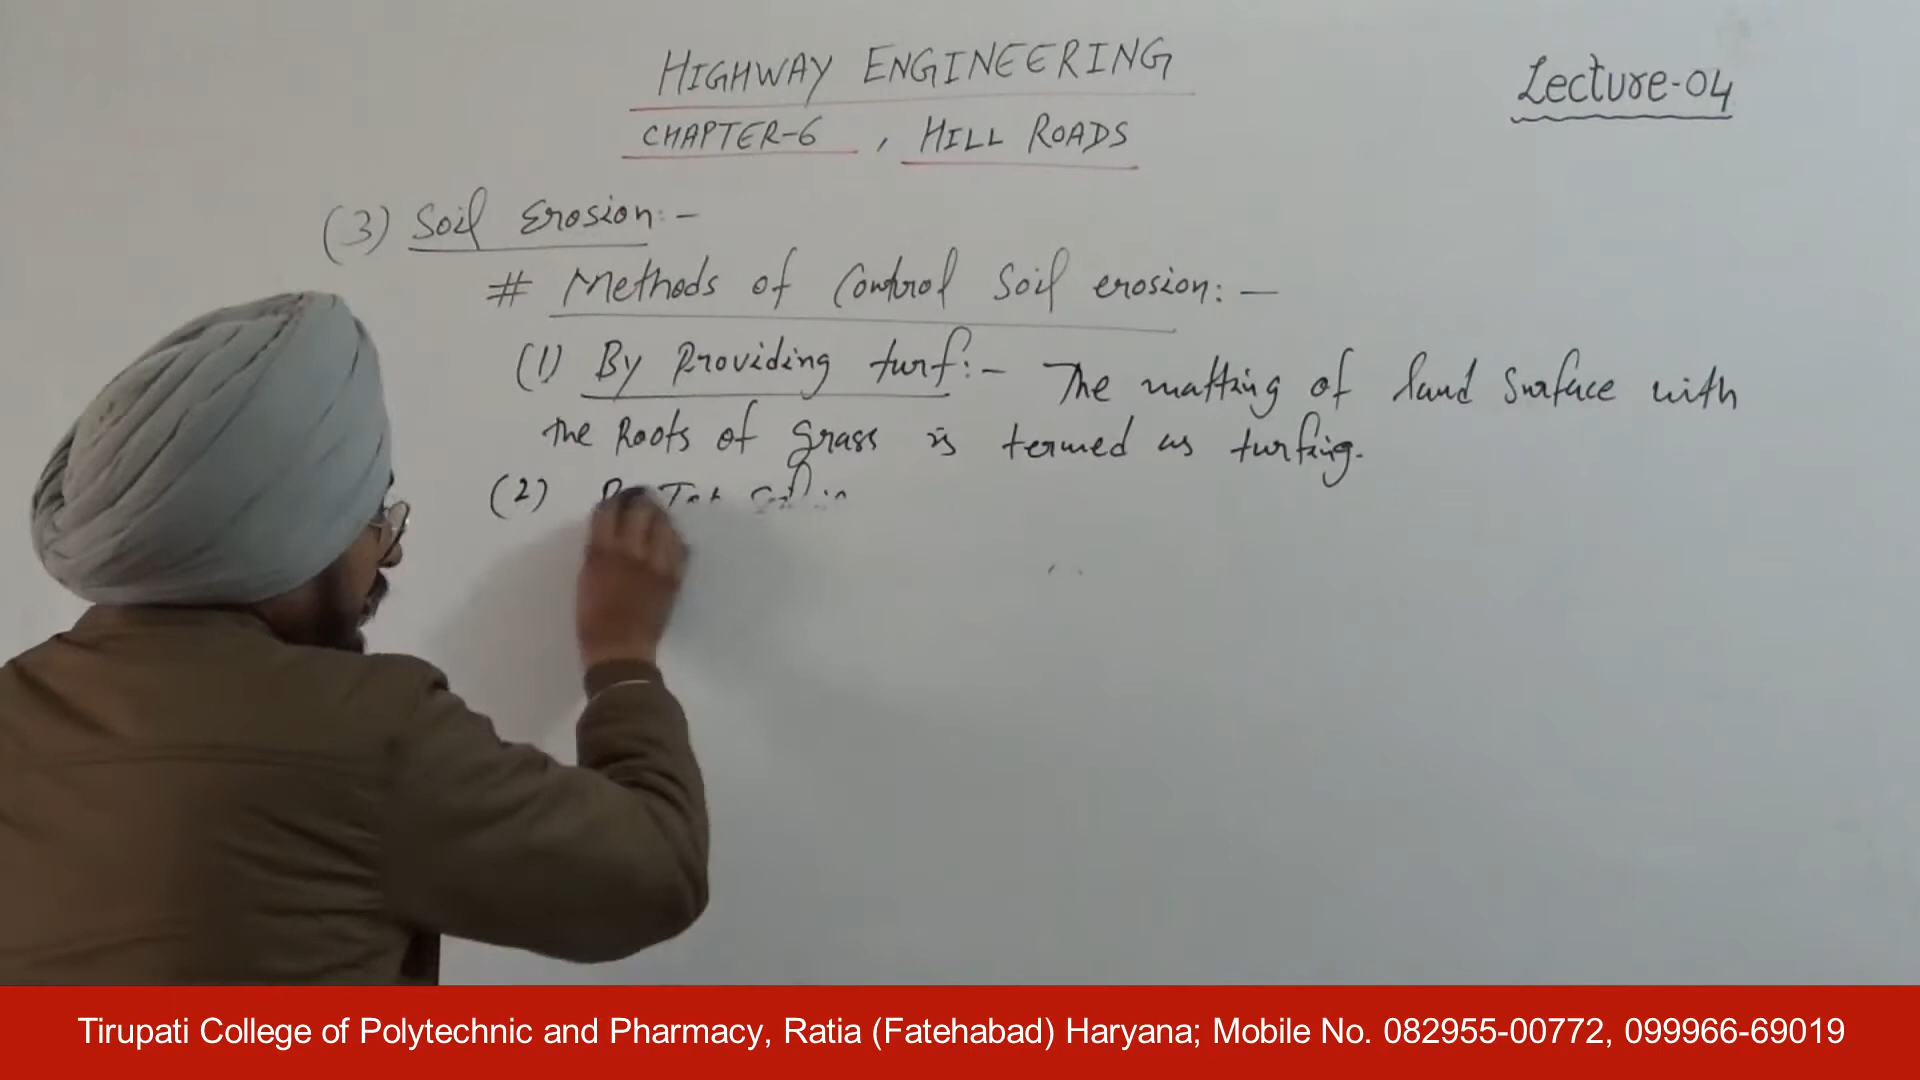 HIGHWAY ENGINEERING
Lecture-04
CHAPTER-6, HILL ROADS
(3) Soil Erosion:-
# Methods of Control Soil erosion:-
(1) By Providing turf:- The matting of land Surface with
the Roots of grass is termed as turfing.
(2)
Tirupati College of Polytechnic and Pharmacy, Ratia (Fatehabad) Haryana; Mobile No. 082955-00772, 099966-69019